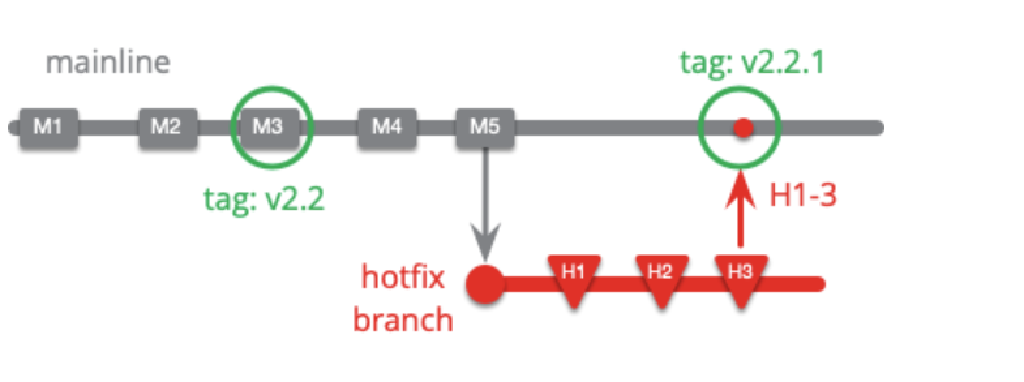 mainline
tag: v2.2.1
M1
M2
M3
M4
M5
tag: v2.2
H1-3
hotfix
branch
H1
H2
H3